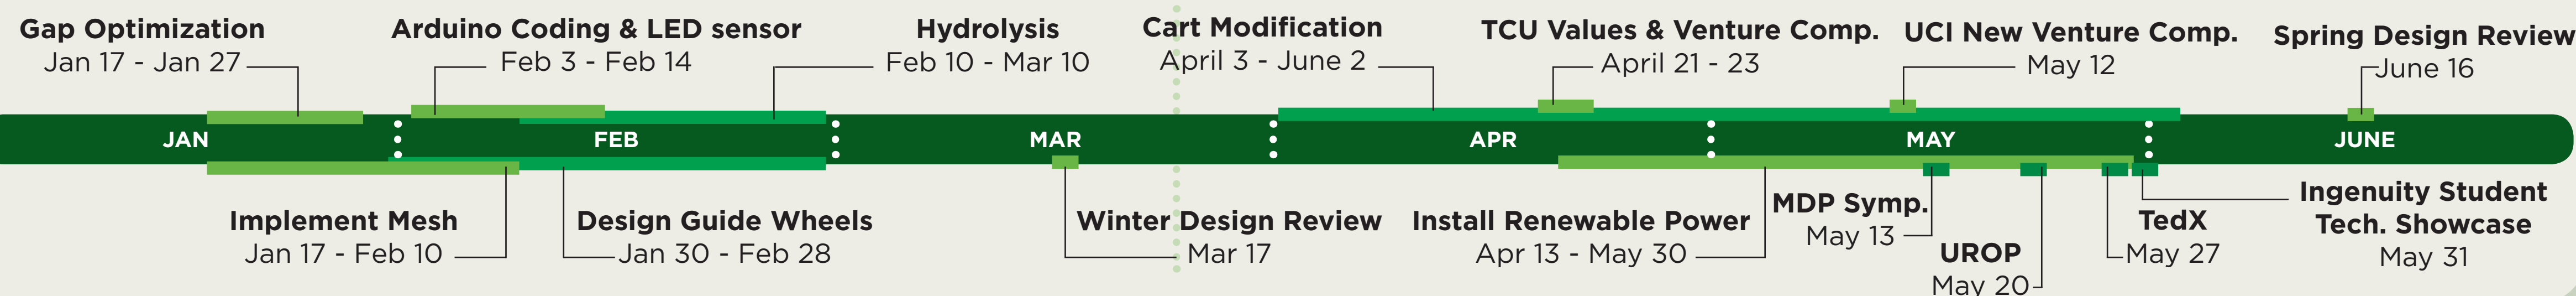 Gap Optimization
Jan 17 - Jan 27
Arduino Coding & LED sensor
Feb 3 - Feb 14
Hydrolysis
Feb 10 - Mar 10
Cart Modification
April 3 - June 2
TCU Values & Venture Comp.
April 21 - 23
UCI New Venture Comp.
May 12
Spring Design Review
June 16
JAN
FEB
MAR
APR
MAY
JUNE
Implement Mesh
Jan 17 - Feb 10
Design Guide Wheels
Jan 30 - Feb 28
Winter Design Review
Mar 17
Install Renewable Power
Apr 13 - May 30
MDP Symp.
May 13
UROP
May 20
TedX
May 27
Ingenuity Student
Tech. Showcase
May 31